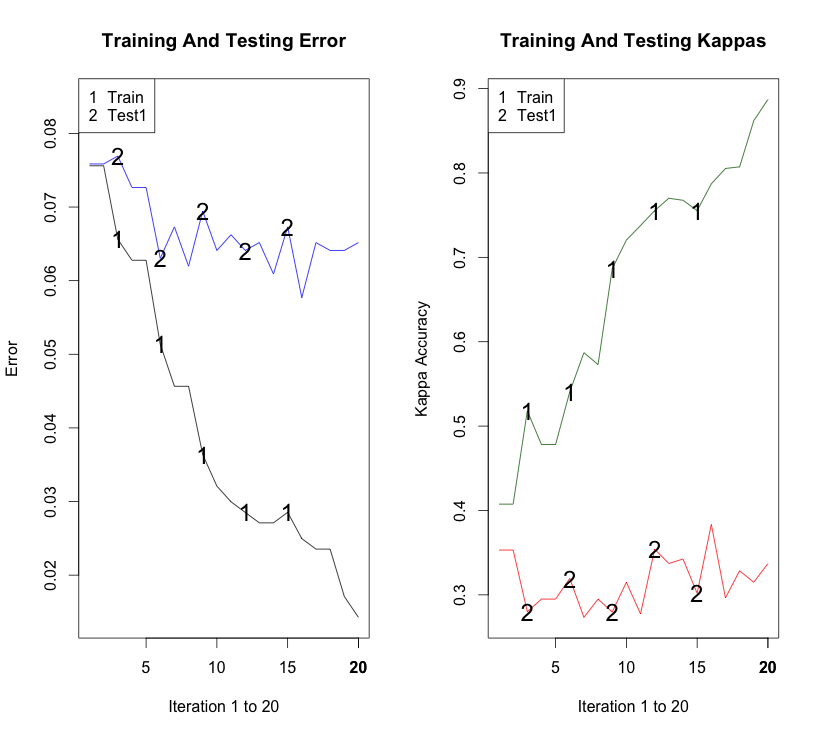 Training And Testing Error
1 Train
2 Test1
Error
0.08
0.07
0.06
0.05
0.04
0.03
0.02
2
2
2
2
2
1
1
1
1
1
5 10 15 20
Iteration 1 to 20
Training And Testing Kappas
1 Train
2 Test1
Kappa Accuracy
0.9
0.8
0.7
0.6
0.5
0.4
0.3
1
1
1
1
1
2
2
2
2
2
5 10 15 20
Iteration 1 to 20